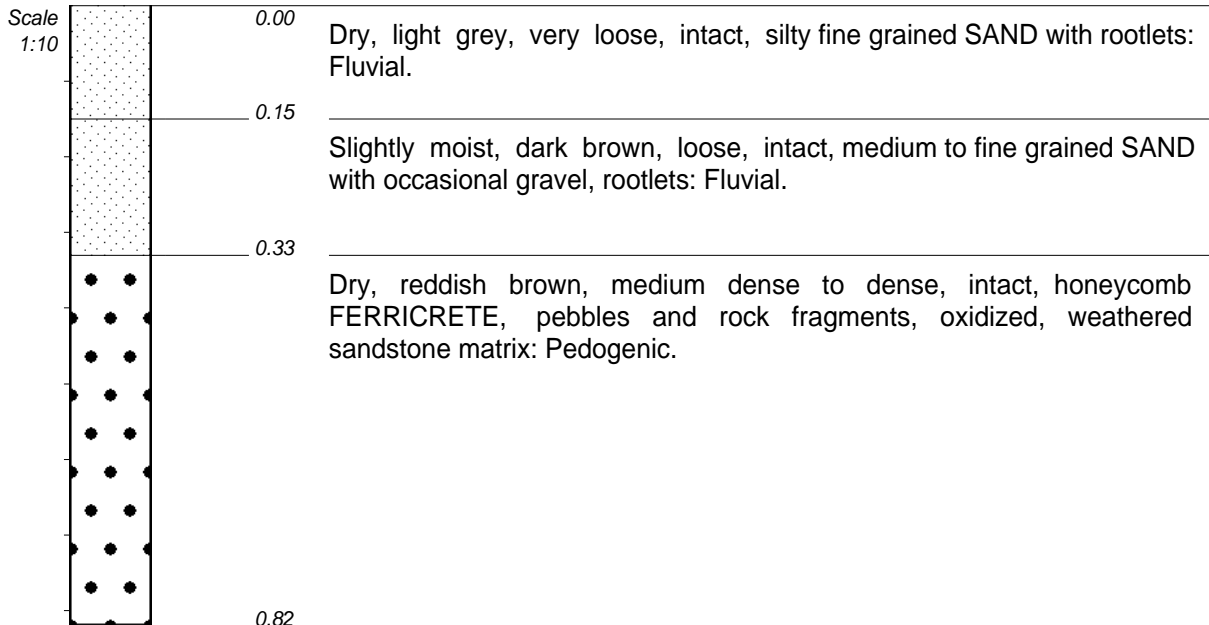 Scale
1:10
0.00
Dry, light grey, very loose, intact, silty fine grained SAND with rootlets:
Fluvial.
0.15
Slightly moist, dark brown, loose, intact, medium to fine grained SAND
with occasional gravel, rootlets: Fluvial.
0.33
Dry, reddish brown, medium dense to dense, intact, honeycomb
FERRICRETE, pebbles and rock fragments, oxidized, weathered
sandstone matrix: Pedogenic.
0.82